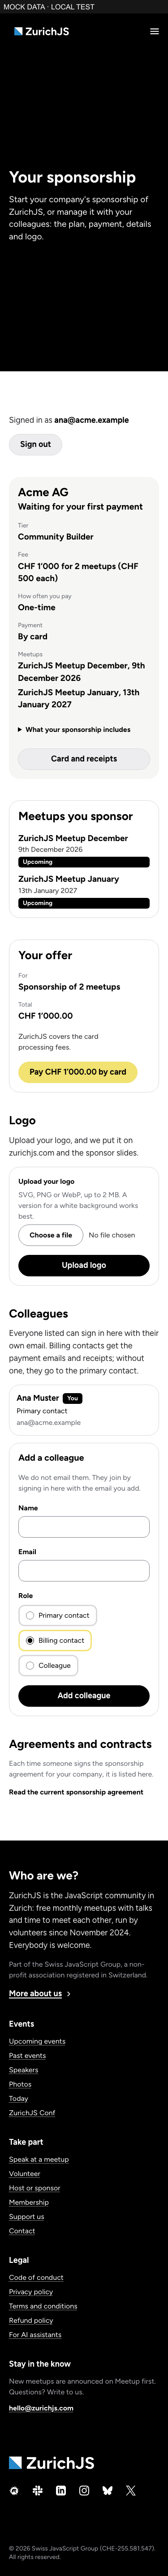 MOCK DATA · LOCAL TEST
ZurichJS
Your sponsorship
Start your company's sponsorship of
ZurichJS, or manage it with your
colleagues: the plan, payment, details
and logo.
Signed in as ana@acme.example
Sign out
Acme AG
Waiting for your first payment
Tier
Community Builder
Fee
CHF 1’000 for 2 meetups (CHF
500 each)
How often you pay
One-time
Payment
By card
Meetups
ZurichJS Meetup December, 9th
December 2026
ZurichJS Meetup January, 13th
January 2027
What your sponsorship includes
Card and receipts
Meetups you sponsor
ZurichJS Meetup December
9th December 2026
Upcoming
ZurichJS Meetup January
13th January 2027
Upcoming
Your offer
For
Sponsorship of 2 meetups
Total
CHF 1’000.00
ZurichJS covers the card
processing fees.
Pay CHF 1’000.00 by card
Logo
Upload your logo, and we put it on
zurichjs.com and the sponsor slides.
Upload your logo
SVG, PNG or WebP, up to 2 MB. A
version for a white background works
best.
Choose a file
No file chosen
Upload logo
Colleagues
Everyone listed can sign in here with their
own email. Billing contacts get the
payment emails and receipts; without
one, they go to the primary contact.
Ana Muster You
Primary contact
ana@acme.example
Add a colleague
We do not email them. They join by
signing in here with the email you add.
Name
Email
Role
Primary contact
Billing contact
Colleague
Add colleague
Agreements and contracts
Each time someone signs the sponsorship
agreement for your company, it is listed here.
Read the current sponsorship agreement
Who are we?
ZurichJS is the JavaScript community in
Zurich: free monthly meetups with talks
and time to meet each other, run by
volunteers since November 2024.
Everybody is welcome.
Part of the Swiss JavaScript Group, a non-
profit association registered in Switzerland.
More about us
Events
Upcoming events
Past events
Speakers
Photos
Today
ZurichJS Conf
Take part
Speak at a meetup
Volunteer
Host or sponsor
Membership
Support us
Contact
Legal
Code of conduct
Privacy policy
Terms and conditions
Refund policy
For AI assistants
Stay in the know
New meetups are announced on Meetup first.
Questions? Write to us.
hello@zurichjs.com
ZurichJS
© 2026 Swiss JavaScript Group (CHE-255.581.547).
All rights reserved.